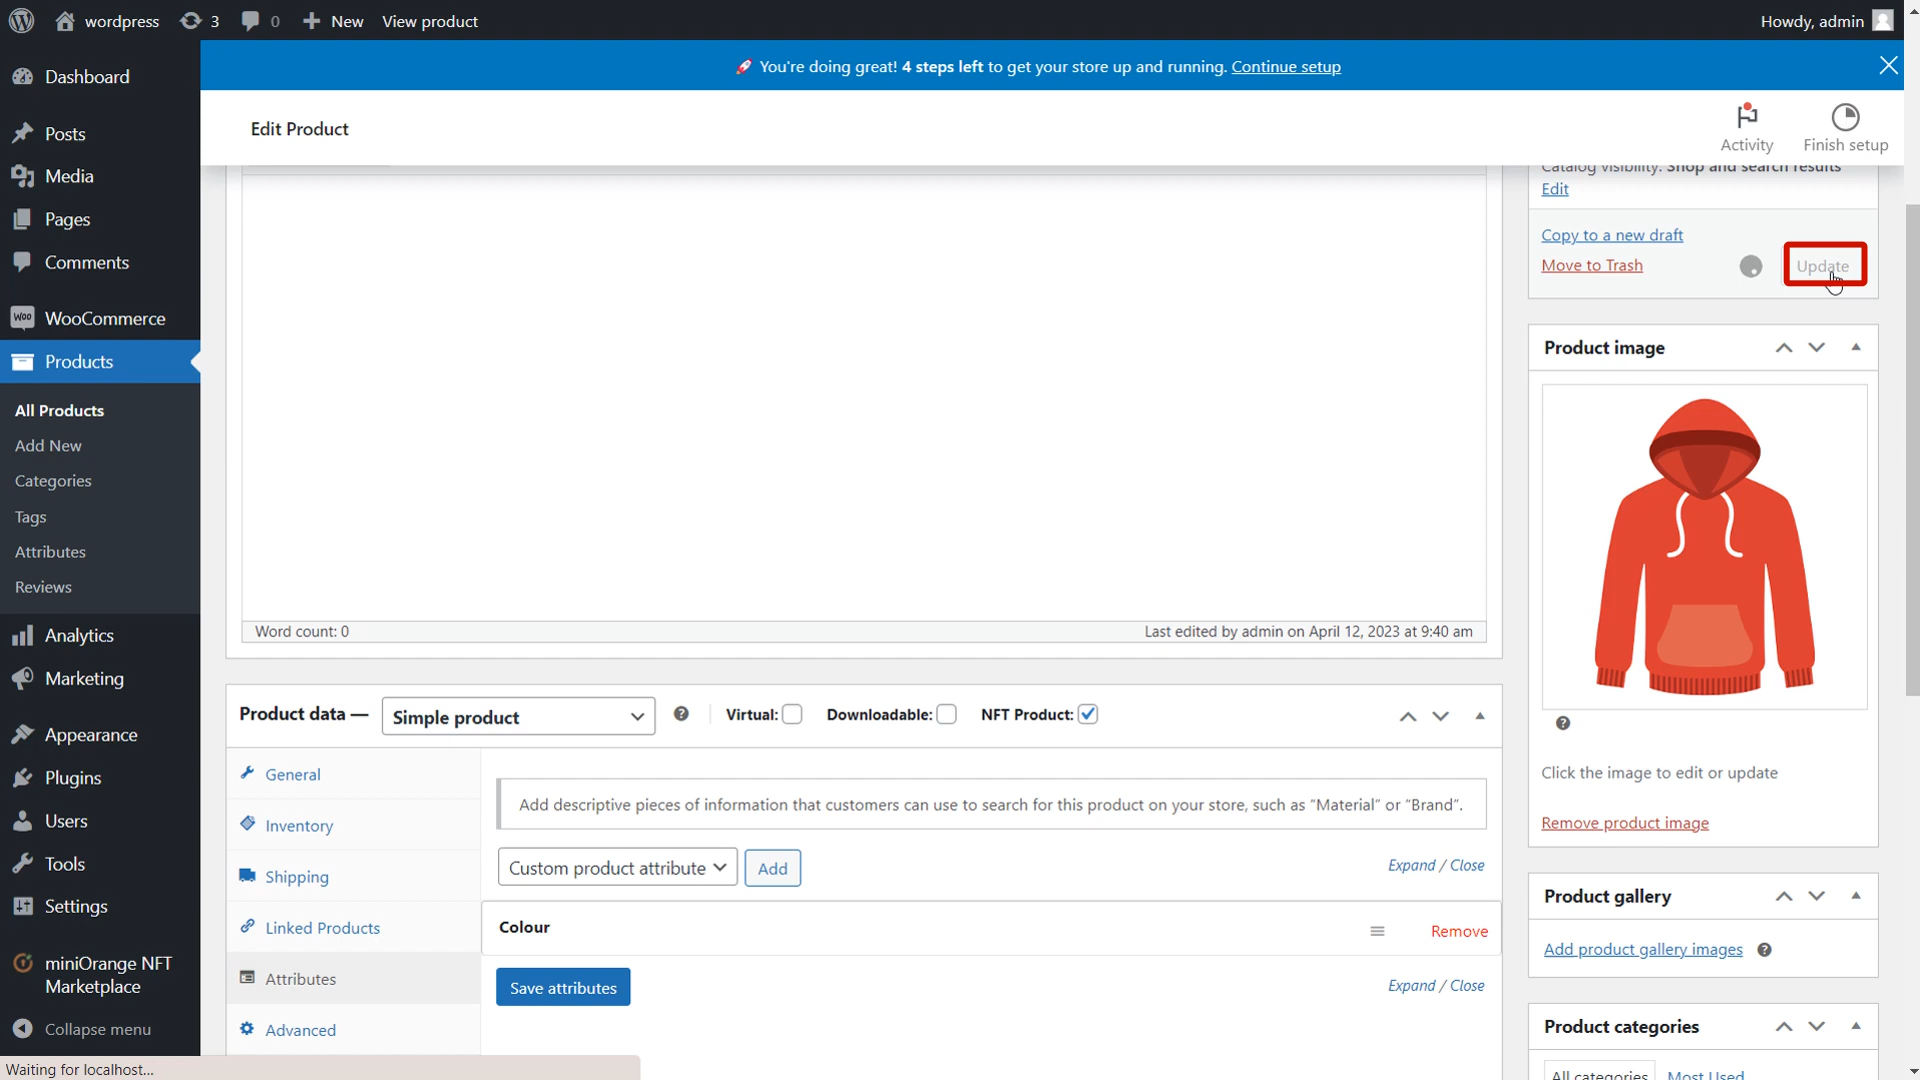 wordpress 3 0 New View product Howdy, admin
You're doing great! 4 steps left to get your store up and running. Continue setup
Edit Product
Activity
Finish setup
Dashboard
Posts
Media
Pages
Comments
Woo WooCommerce
Products
All Products
Add New
Categories
Tags
Attributes
Reviews
Analytics
Marketing
Appearance
Plugins
Users
Tools
Settings
miniOrange NFT
Marketplace
Collapse menu
Waiting for localhost...
Word count: 0
Last edited by admin on April 12, 2023 at 9:40 am
Product data — Simple product Virtual: Downloadable: NFT Product:
General
Inventory
Shipping
Linked Products
Attributes
Advanced
Add descriptive pieces of information that customers can use to search for this product on your store, such as "Material" or "Brand".
Custom product attribute Add Expand / Close
Colour Remove
Save attributes Expand / Close
Catalog visibility: Shop and search results
Edit
Copy to a new draft
Move to Trash Update
Product image
Click the image to edit or update
Remove product image
Product gallery
Add product gallery images
Product categories
All categories Most Used